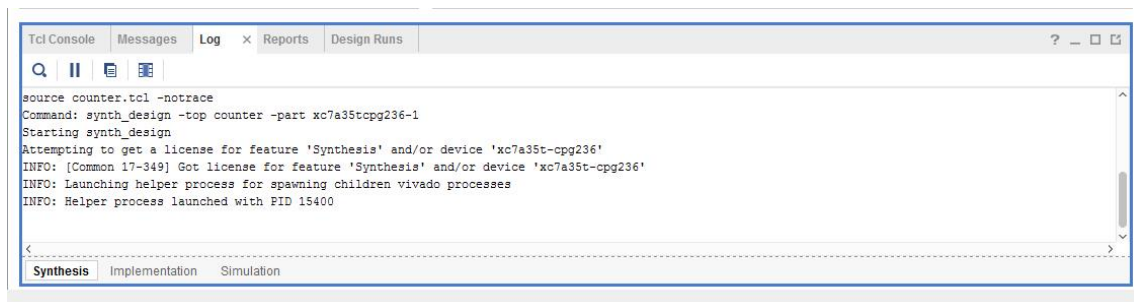 Tcl Console Messages Log × Reports Design Runs ? _
source counter.tcl -notrace
Command: synth_design -top counter -part xc7a35tcpg236-1
Starting synth_design
Attempting to get a license for feature 'Synthesis' and/or device 'xc7a35t-cpg236'
INFO: [Common 17-349] Got license for feature 'Synthesis' and/or device 'xc7a35t-cpg236'
INFO: Launching helper process for spawning children vivado processes
INFO: Helper process launched with PID 15400
Synthesis Implementation Simulation